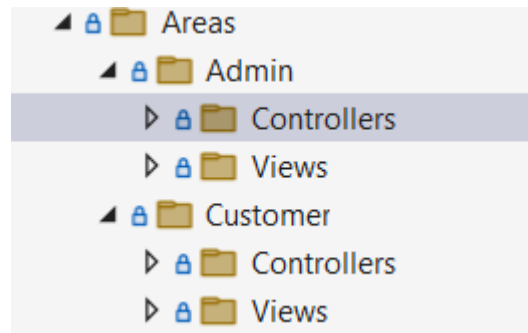 Areas
Admin
Controllers
Views
Customer
Controllers
Views